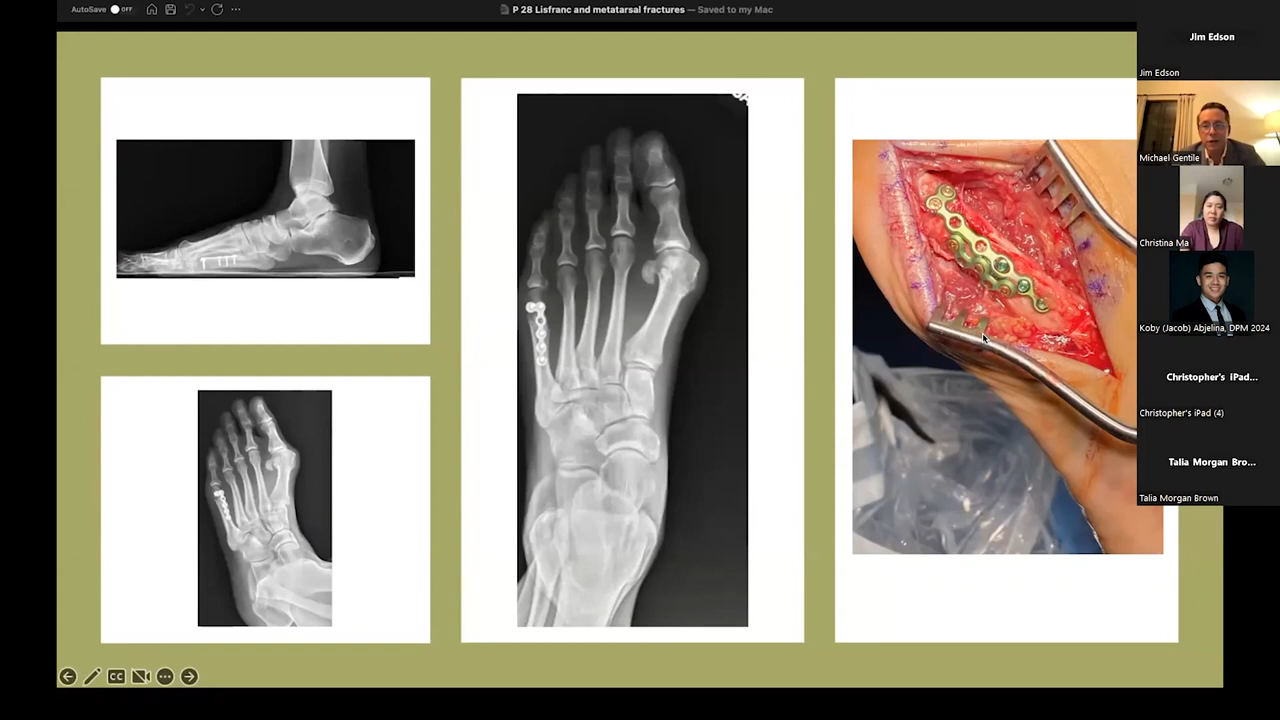 AutoSave OFF
P 28 Lisfranc and metatarsal fractures — Saved to my Mac
Jim Edson
Jim Edson
Michael Gentile
Christina Ma
Koby (Jacob) Abjelina, DPM 2024
Christopher's iPad...
Christopher's iPad (4)
Talia Morgan Bro...
Talia Morgan Brown
CC